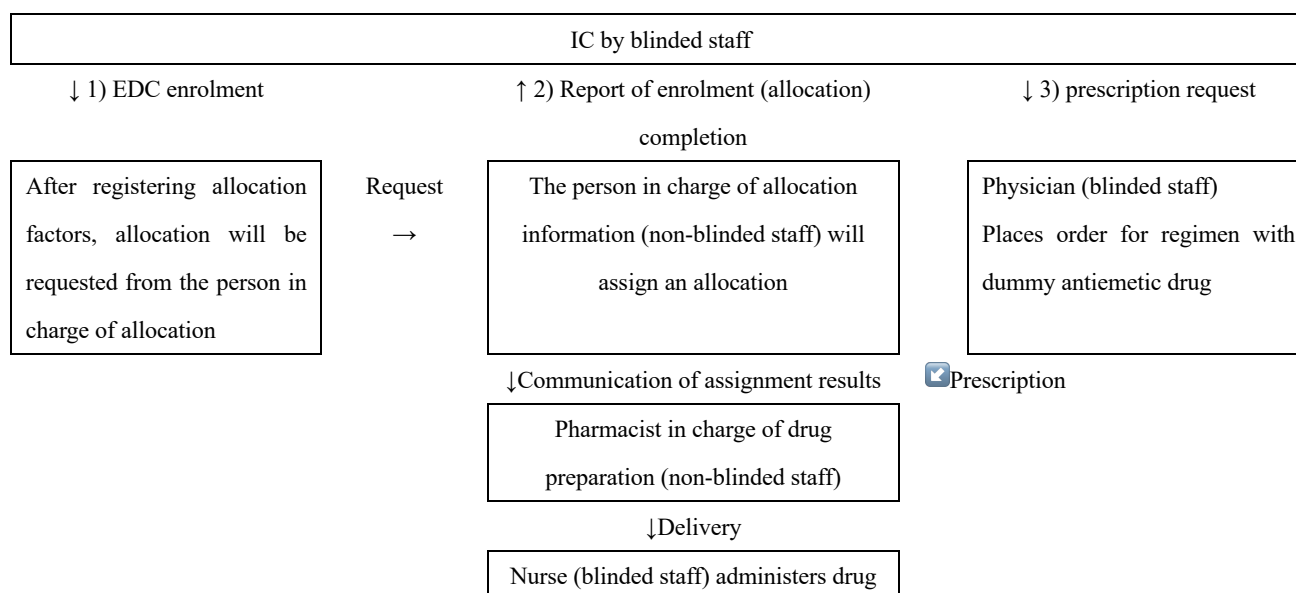 IC by blinded staff
↓ 1) EDC enrolment
↑ 2) Report of enrolment (allocation)
completion
↓ 3) prescription request
After registering allocation
factors, allocation will be
requested from the person in
charge of allocation
Request
→
The person in charge of allocation
information (non-blinded staff) will
assign an allocation
Physician (blinded staff)
Places order for regimen with
dummy antiemetic drug
↓Communication of assignment results
↙Prescription
Pharmacist in charge of drug
preparation (non-blinded staff)
↓Delivery
Nurse (blinded staff) administers drug